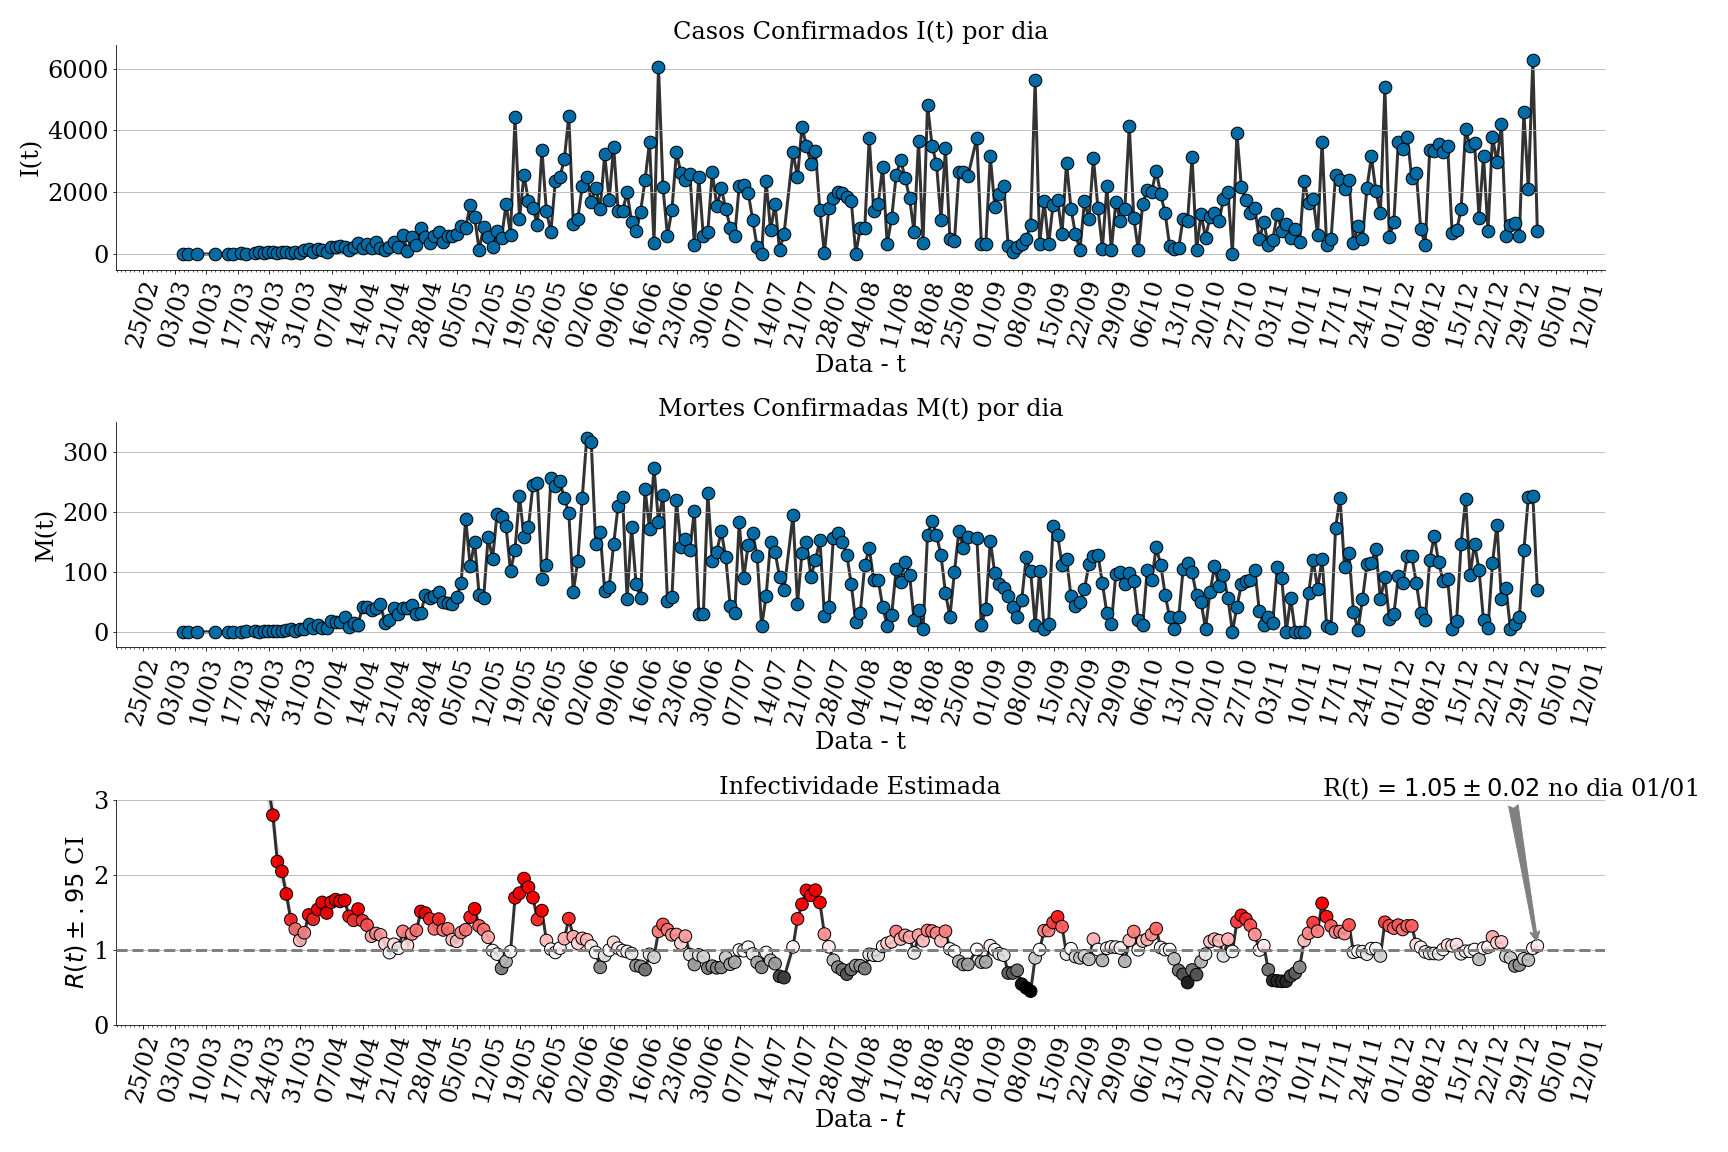 Casos Confirmados I(t) por dia
6000
4000
2000
0
I(t)
25/02 03/03 10/03 17/03 24/03 31/03 07/04 14/04 21/04 28/04 05/05 12/05 19/05 26/05 02/06 09/06 16/06 23/06 30/06 07/07 14/07 21/07 28/07 04/08 11/08 18/08 25/08 01/09 08/09 15/09 22/09 29/09 06/10 13/10 20/10 27/10 03/11 10/11 17/11 24/11 01/12 08/12 15/12 22/12 29/12 05/01 12/01
Data - t
Mortes Confirmadas M(t) por dia
300
200
100
0
M(t)
25/02 03/03 10/03 17/03 24/03 31/03 07/04 14/04 21/04 28/04 05/05 12/05 19/05 26/05 02/06 09/06 16/06 23/06 30/06 07/07 14/07 21/07 28/07 04/08 11/08 18/08 25/08 01/09 08/09 15/09 22/09 29/09 06/10 13/10 20/10 27/10 03/11 10/11 17/11 24/11 01/12 08/12 15/12 22/12 29/12 05/01 12/01
Data - t
Infectividade Estimada
R(t) = 1.05 ± 0.02 no dia 01/01
3
2
1
0
R(t) ± .95 CI
25/02 03/03 10/03 17/03 24/03 31/03 07/04 14/04 21/04 28/04 05/05 12/05 19/05 26/05 02/06 09/06 16/06 23/06 30/06 07/07 14/07 21/07 28/07 04/08 11/08 18/08 25/08 01/09 08/09 15/09 22/09 29/09 06/10 13/10 20/10 27/10 03/11 10/11 17/11 24/11 01/12 08/12 15/12 22/12 29/12 05/01 12/01
Data - t